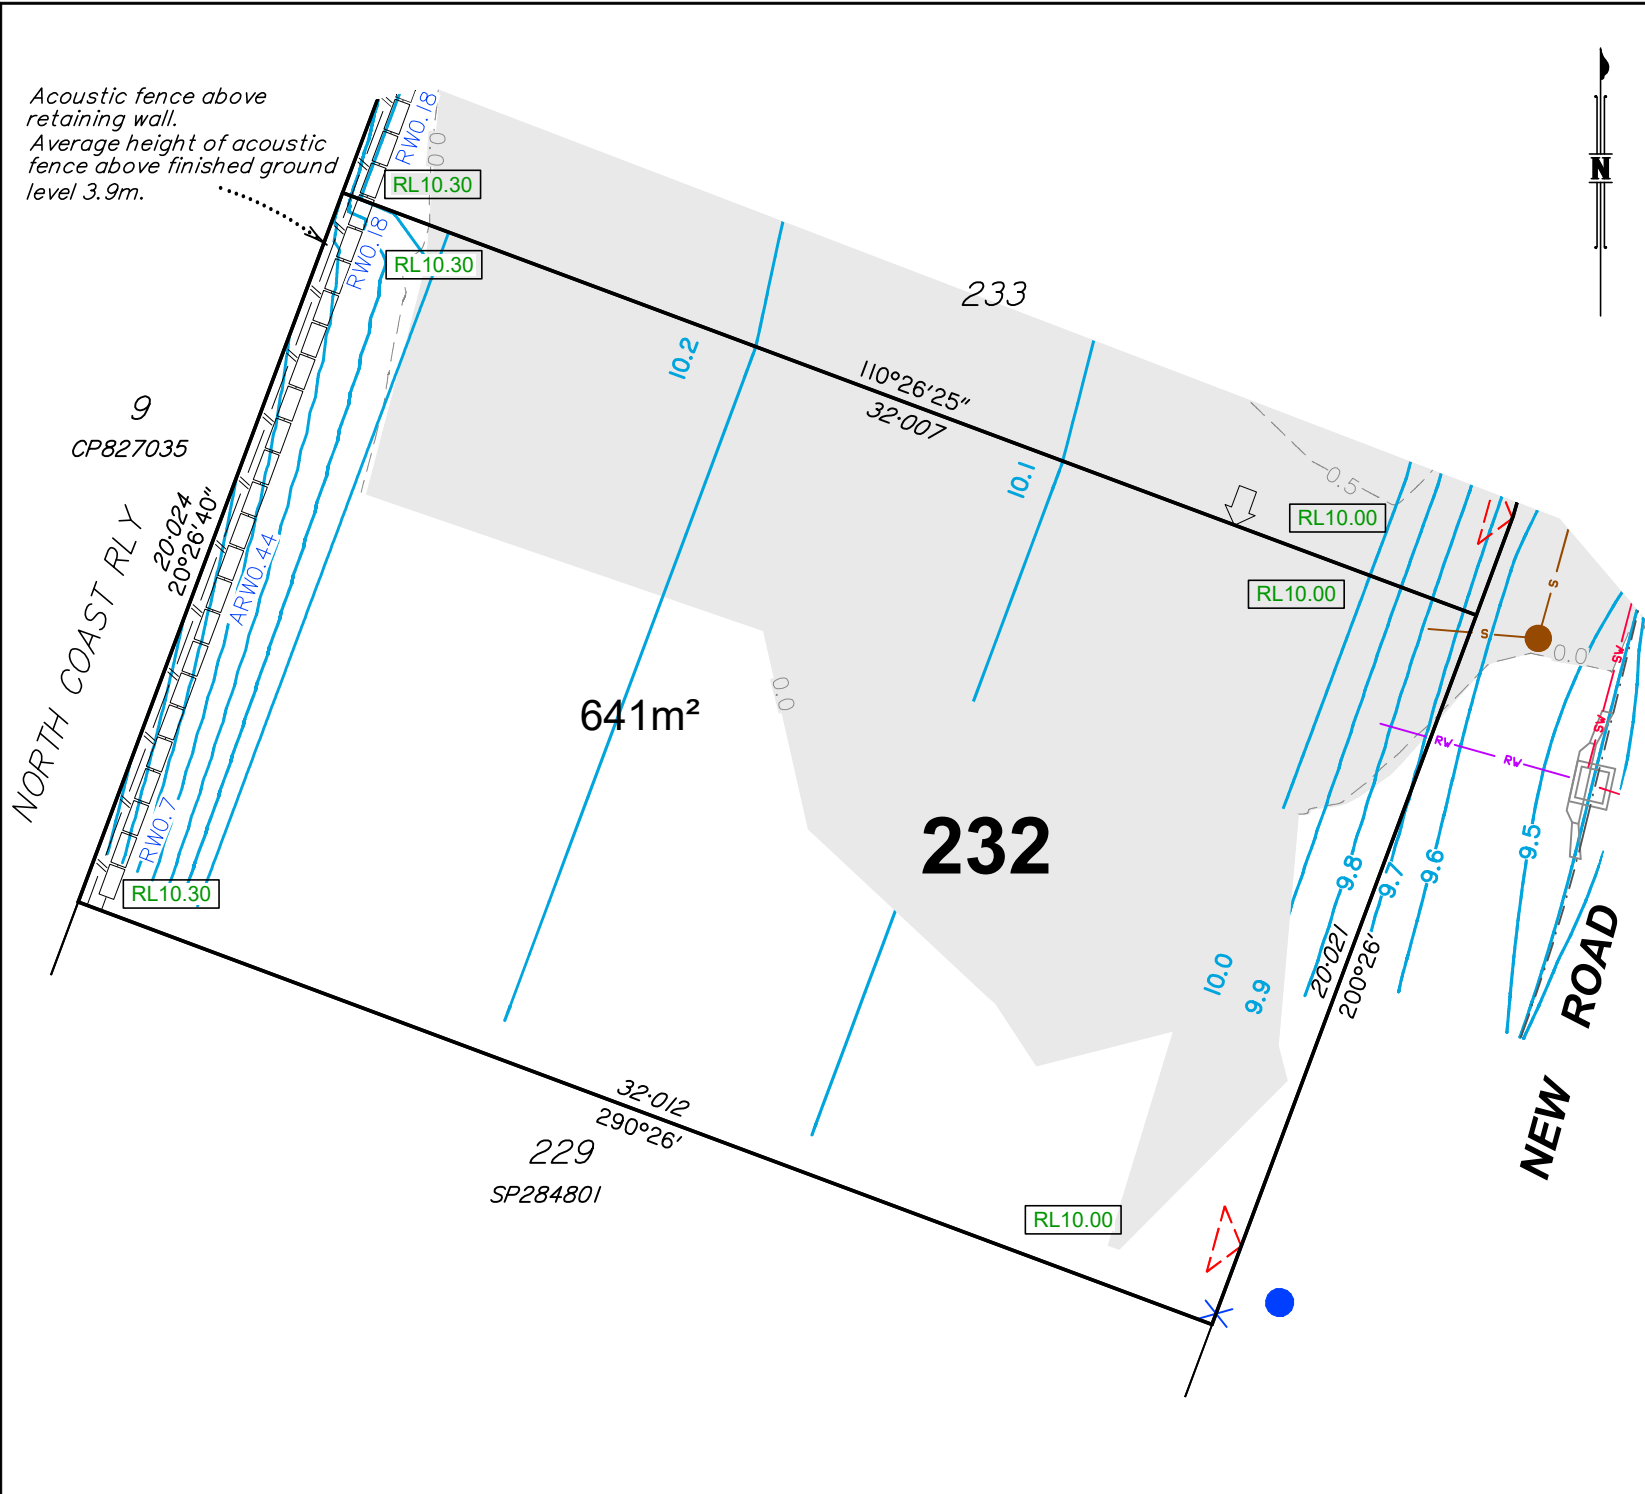 Acoustic fence above
retaining wall.
Average height of acoustic
fence above finished ground
level 3.9m.
N
RW0.18
0.0
RL10.30
RW0.18
RL10.30
233
10.2
110°26'25"
32·007
10.1
0.5
RL10.00
RL10.00
9
CP827035
NORTH COAST RLY
20·024
20°26'40"
ARW0.44
S
S
0.0
SW
SW
RW
RW
641m²
0.0
232
RW0.7
RL10.30
10.0
9.9
9.8
9.7
9.6
9.5
20·021
200°26'
NEW ROAD
32·012
290°26'
229
SP284801
RL10.00